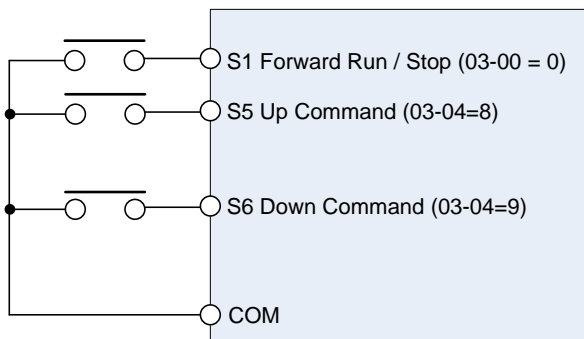 S1 Forward Run / Stop (03-00 = 0)
S5 Up Command (03-04=8)
S6 Down Command (03-04=9)
COM